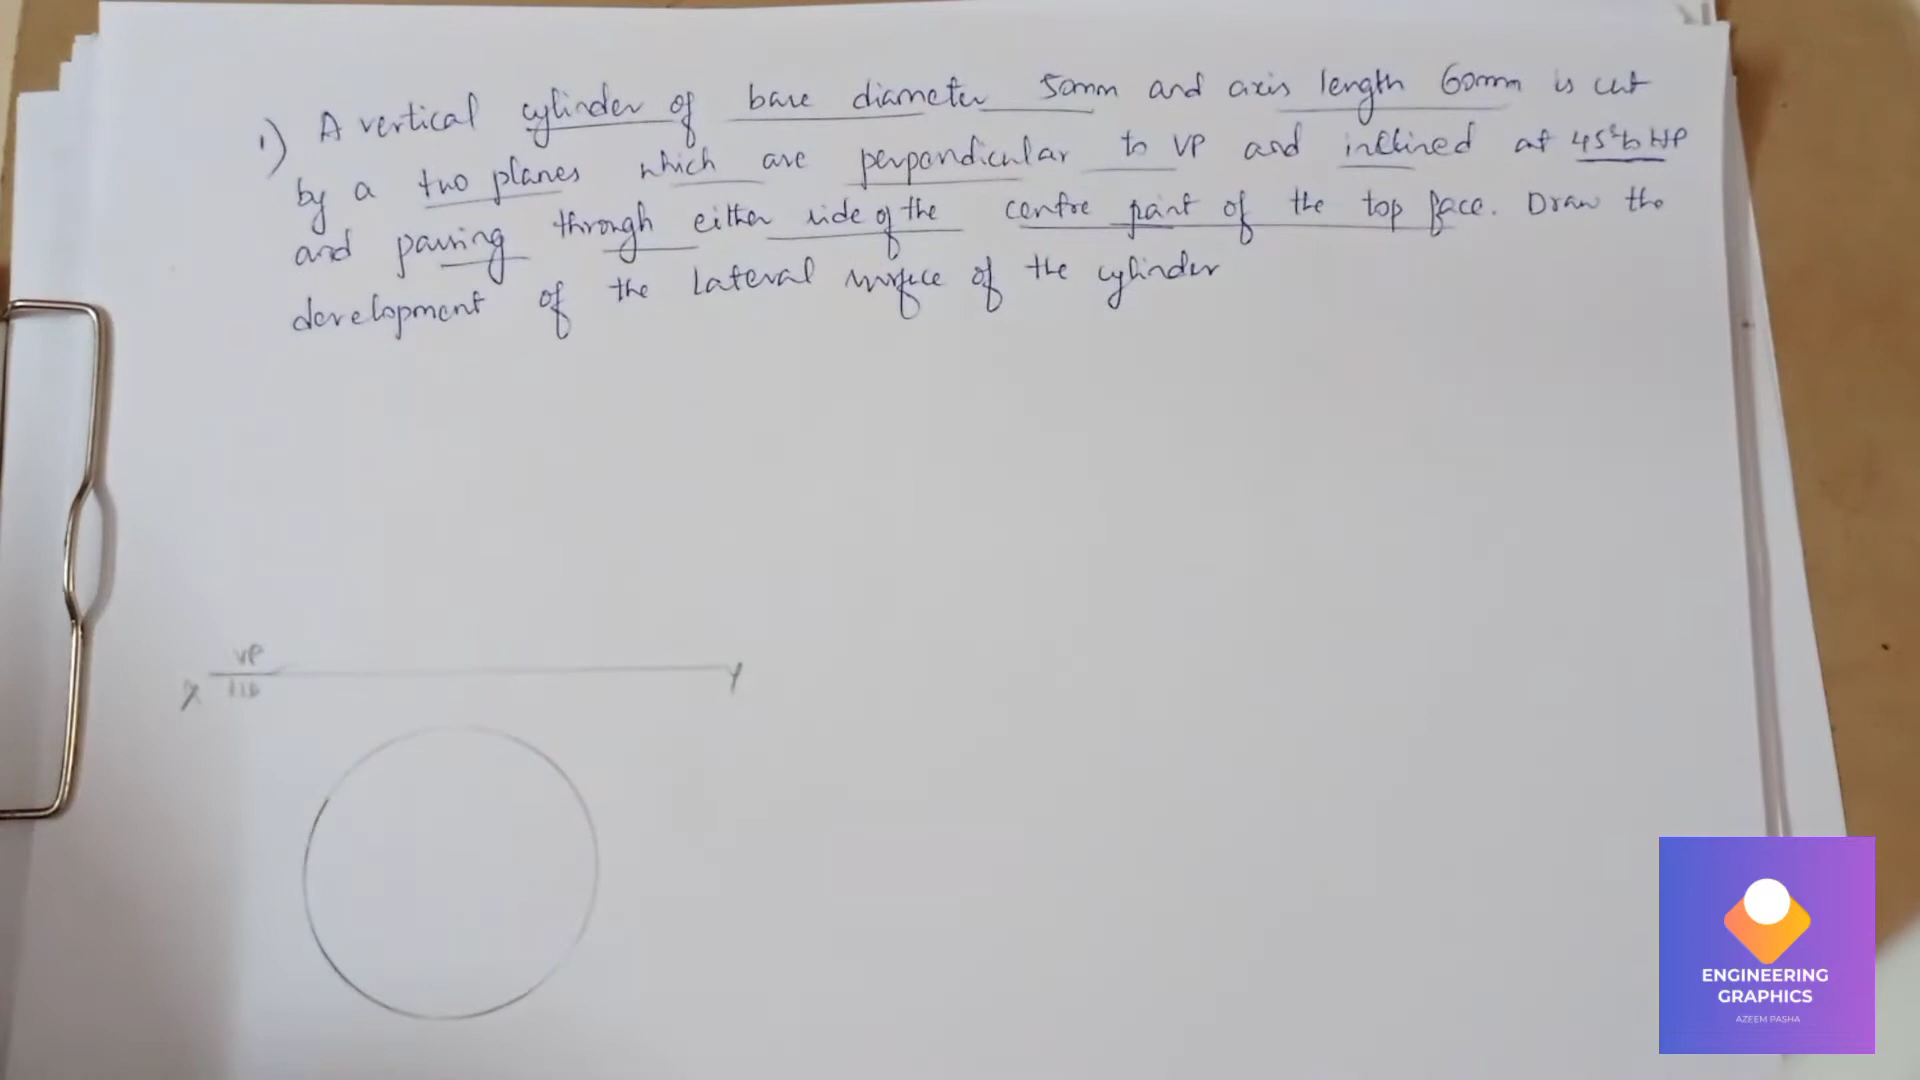 1) A vertical cylinder of base diameter 50mm and axis length 60mm is cut
by a two planes which are perpendicular to VP and inclined at 45° to HP
and passing through either side of the centre point of the top face. Draw the
development of the lateral surface of the cylinder
VP
X HP Y
ENGINEERING
GRAPHICS
AZEEM PASHA